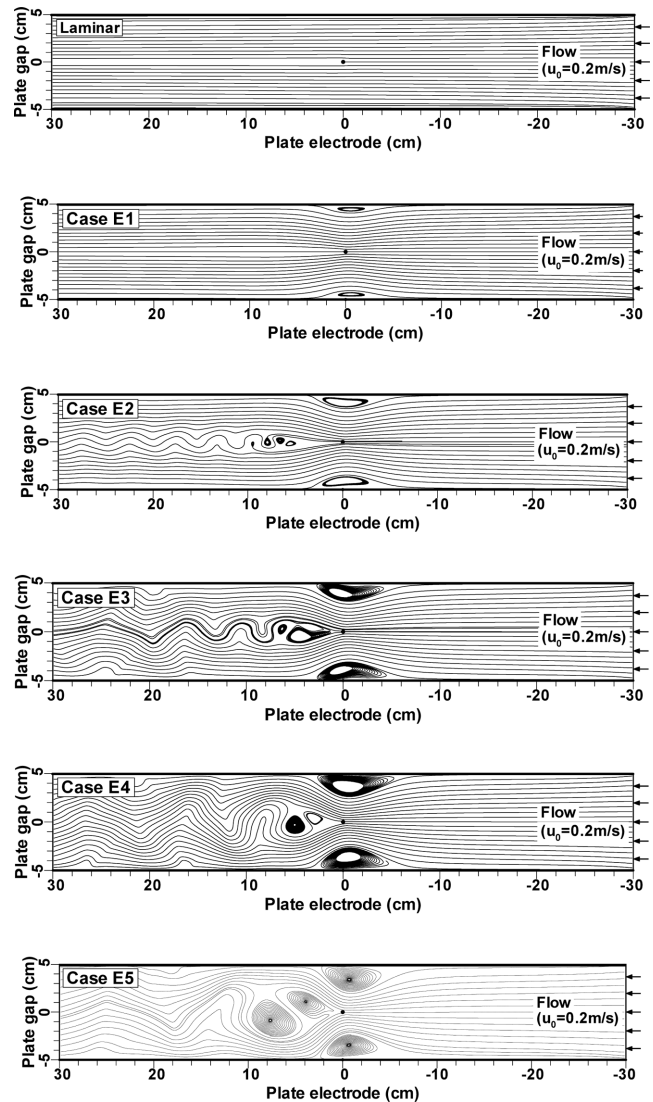 Laminar
Plate gap (cm)
5
0
-5
Flow
(u₀=0.2m/s)
30 20 10 0 -10 -20 -30
Plate electrode (cm)
Case E1
Plate gap (cm)
5
0
-5
Flow
(u₀=0.2m/s)
30 20 10 0 -10 -20 -30
Plate electrode (cm)
Case E2
Plate gap (cm)
5
0
-5
Flow
(u₀=0.2m/s)
30 20 10 0 -10 -20 -30
Plate electrode (cm)
Case E3
Plate gap (cm)
5
0
-5
Flow
(u₀=0.2m/s)
30 20 10 0 -10 -20 -30
Plate electrode (cm)
Case E4
Plate gap (cm)
5
0
-5
Flow
(u₀=0.2m/s)
30 20 10 0 -10 -20 -30
Plate electrode (cm)
Case E5
Plate gap (cm)
5
0
-5
Flow
(u₀=0.2m/s)
30 20 10 0 -10 -20 -30
Plate electrode (cm)